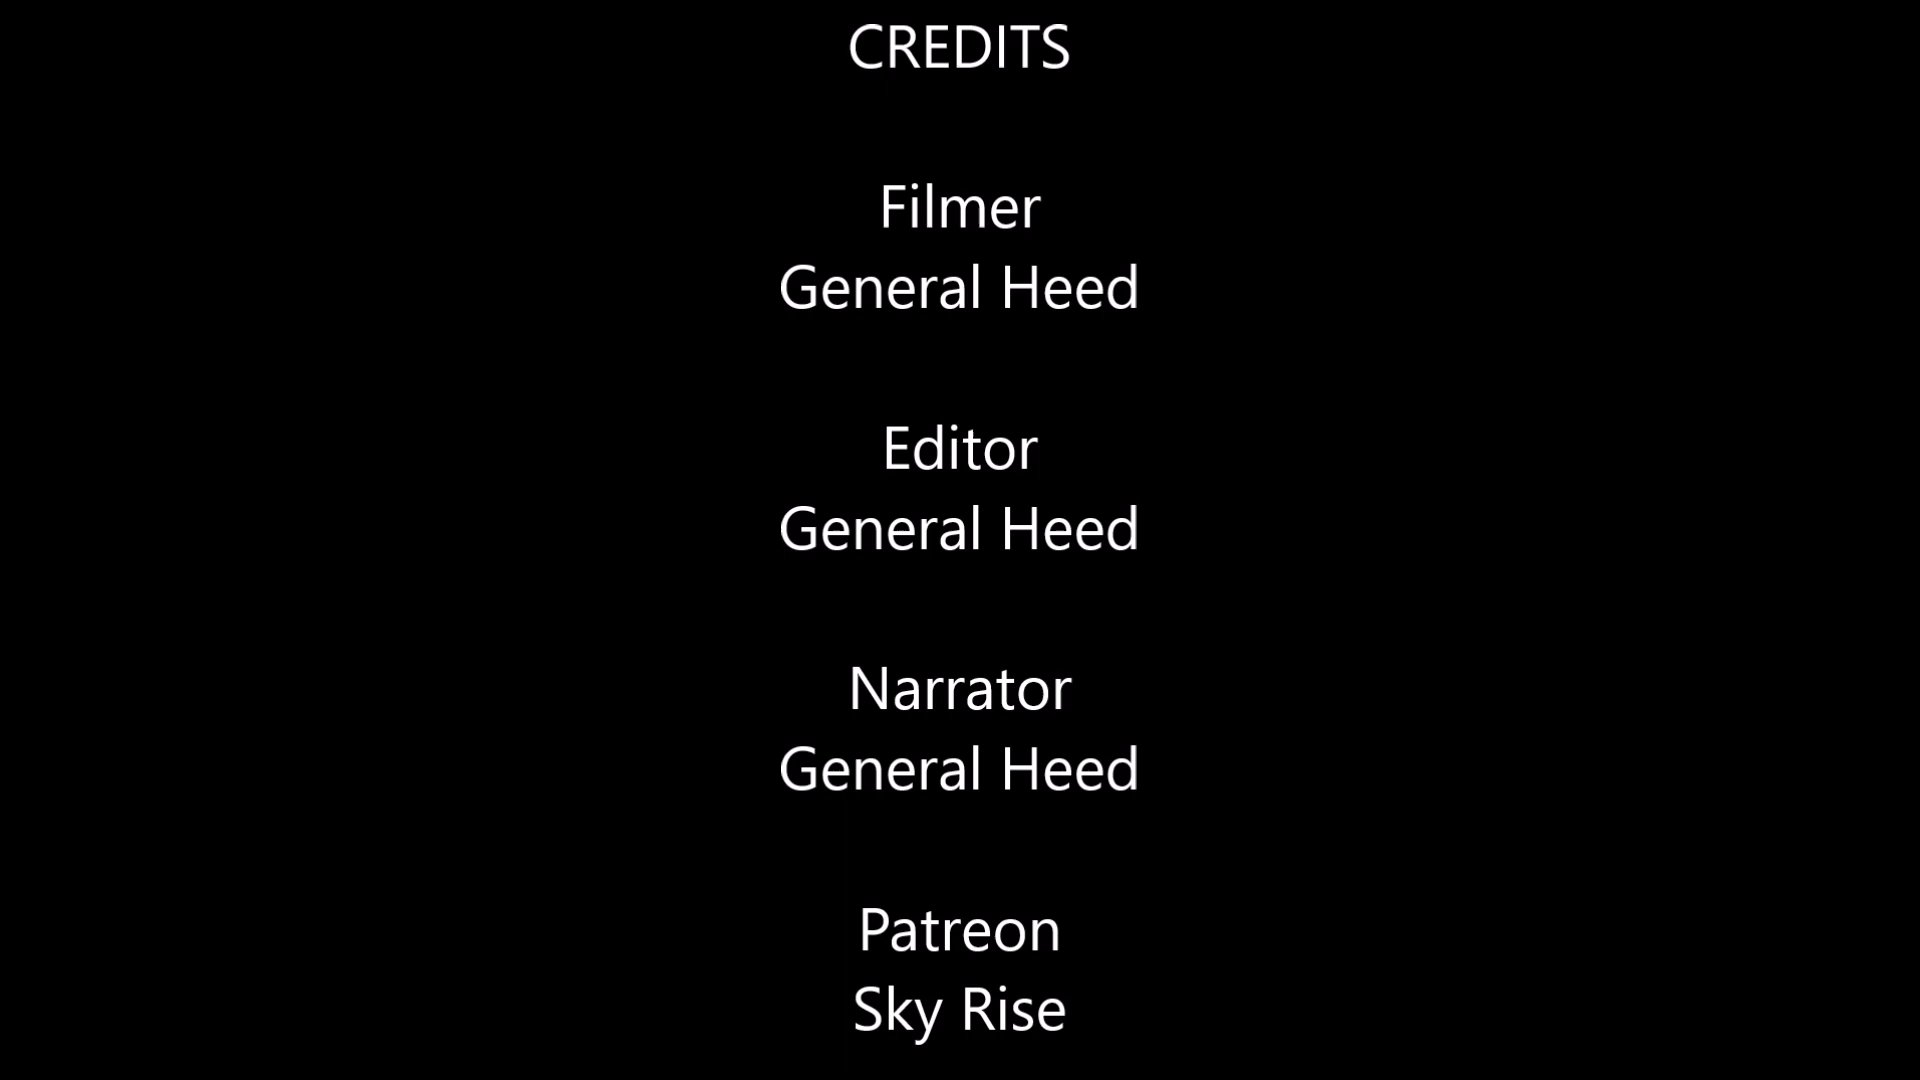 CREDITS
Filmer
General Heed
Editor
General Heed
Narrator
General Heed
Patreon
Sky Rise